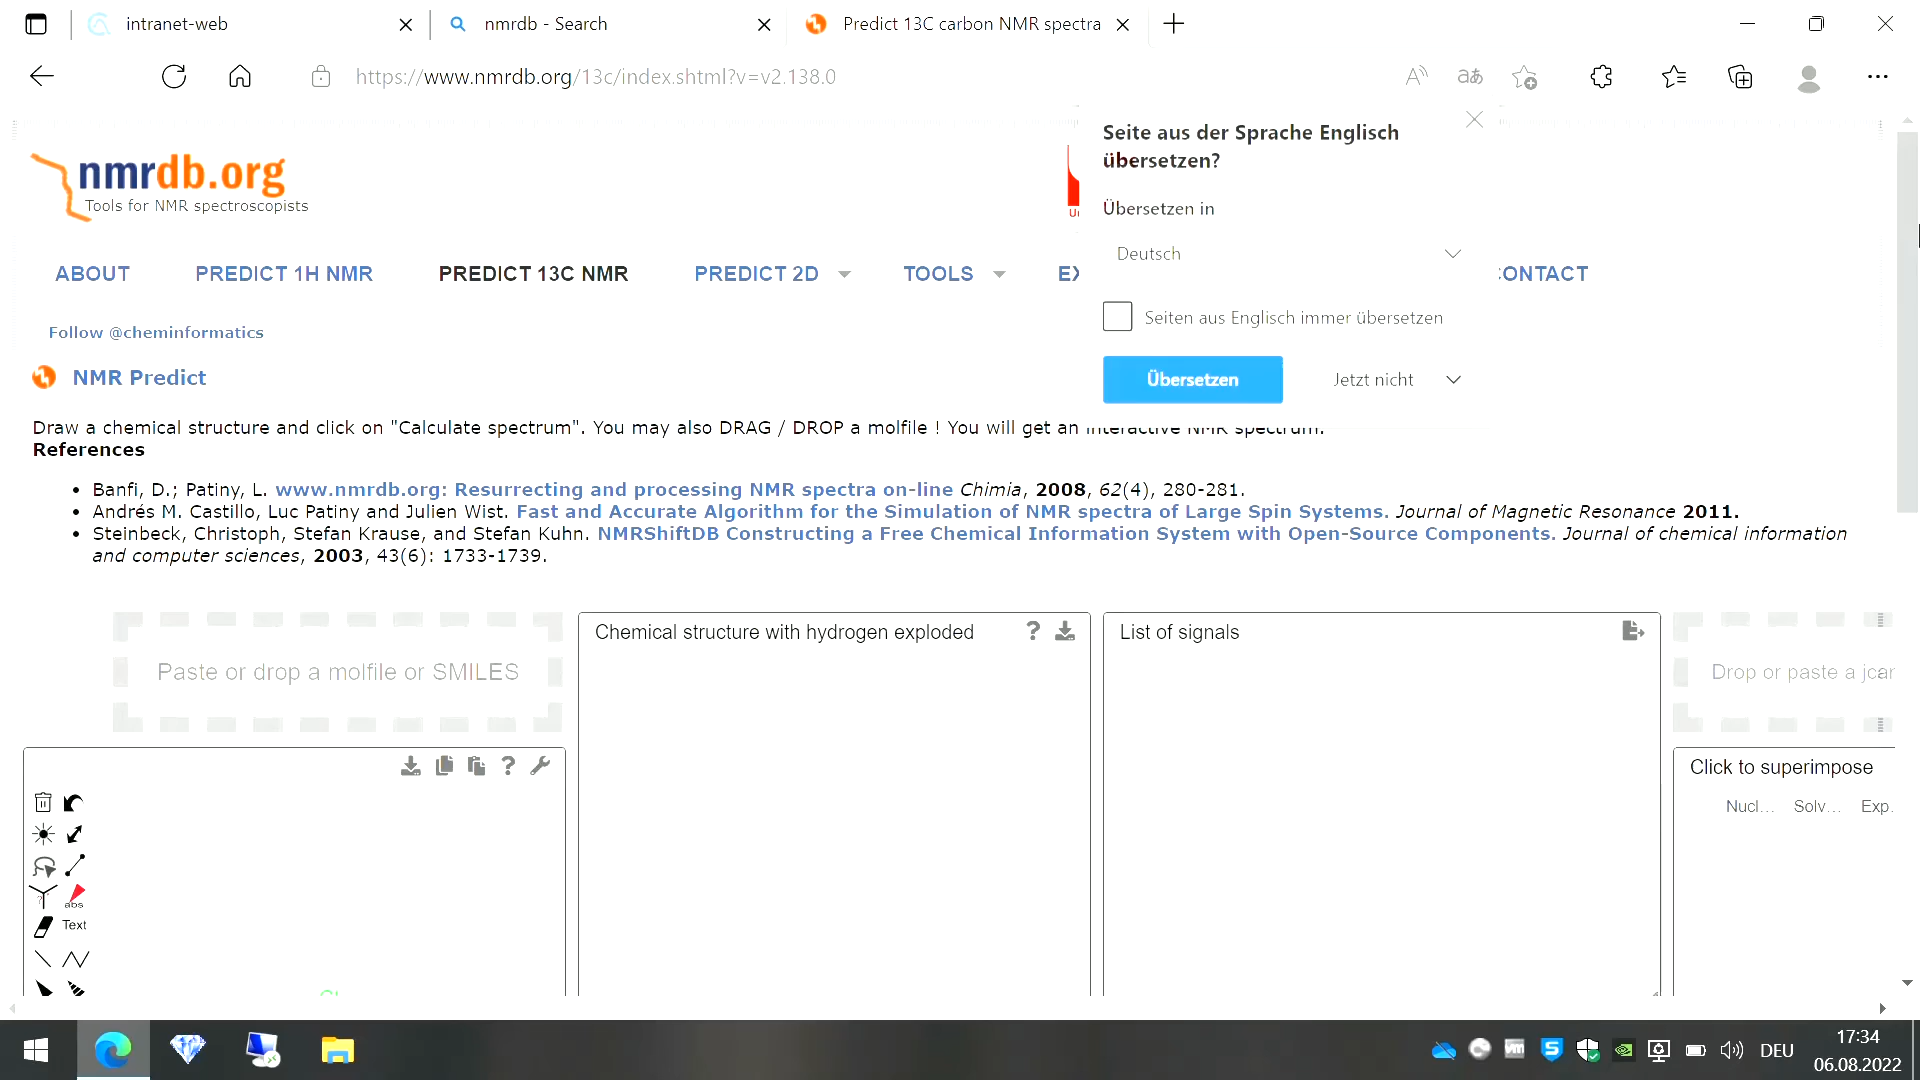 intranet-web
nmrdb - Search
Predict 13C carbon NMR spectra
https://www.nmrdb.org/13c/index.shtml?v=v2.138.0
Seite aus der Sprache Englisch
übersetzen?
Übersetzen in
Deutsch
Seiten aus Englisch immer übersetzen
Übersetzen
Jetzt nicht
nmrdb.org
Tools for NMR spectroscopists
ABOUT
PREDICT 1H NMR
PREDICT 13C NMR
PREDICT 2D
TOOLS
EX
ONTACT
Follow @cheminformatics
NMR Predict
Draw a chemical structure and click on "Calculate spectrum". You may also DRAG / DROP a molfile ! You will get an interactive NMR spectrum.
References
• Banfi, D.; Patiny, L. www.nmrdb.org: Resurrecting and processing NMR spectra on-line Chimia, 2008, 62(4), 280-281.
• Andrés M. Castillo, Luc Patiny and Julien Wist. Fast and Accurate Algorithm for the Simulation of NMR spectra of Large Spin Systems. Journal of Magnetic Resonance 2011.
• Steinbeck, Christoph, Stefan Krause, and Stefan Kuhn. NMRShiftDB Constructing a Free Chemical Information System with Open-Source Components. Journal of chemical information
and computer sciences, 2003, 43(6): 1733-1739.
Paste or drop a molfile or SMILES
Chemical structure with hydrogen exploded
List of signals
Drop or paste a jcam
Click to superimpose
Nucl... Solv... Exp.
abs
Text
DEU
17:34
06.08.2022